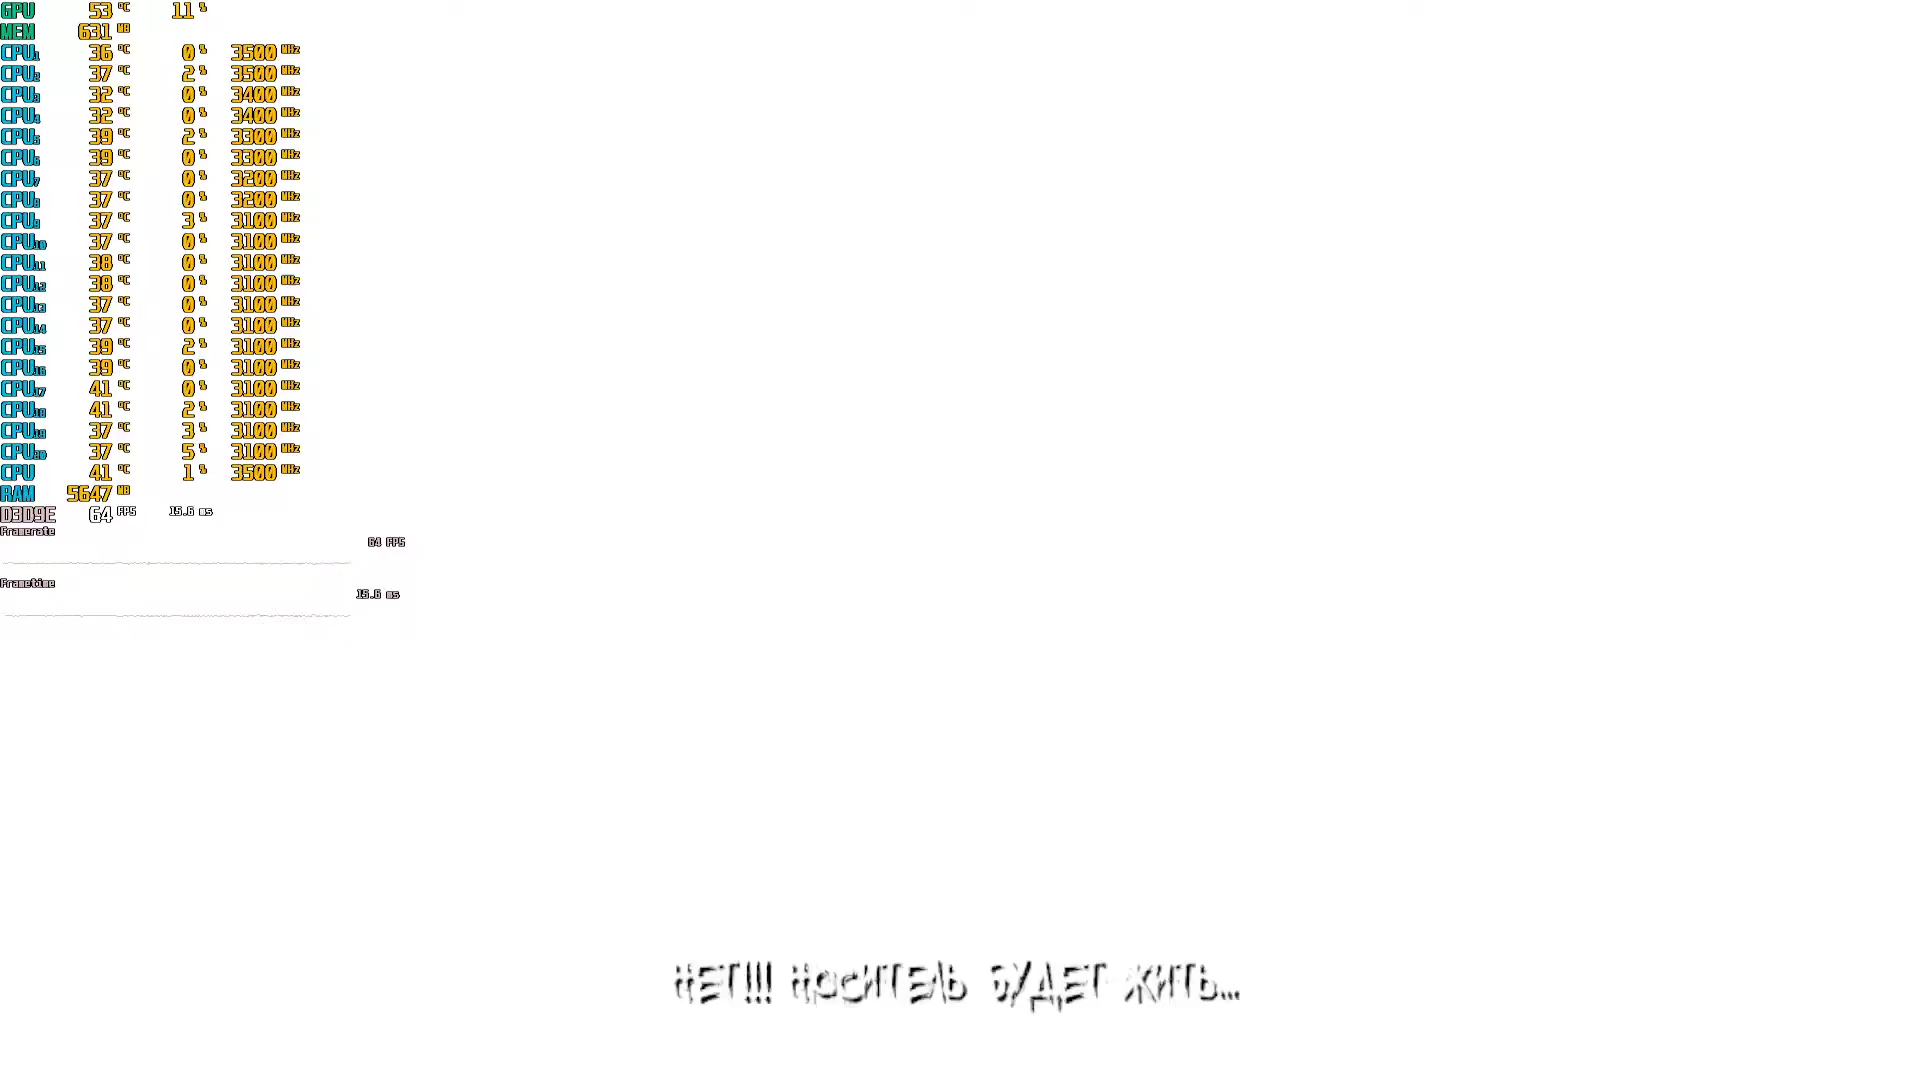 GPU 53 °C 11 %
MEM 631 MB
CPU1 36 °C 0 % 3500 MHz
CPU2 37 °C 2 % 3500 MHz
CPU3 32 °C 0 % 3400 MHz
CPU4 32 °C 0 % 3400 MHz
CPU5 39 °C 2 % 3300 MHz
CPU6 39 °C 0 % 3300 MHz
CPU7 37 °C 0 % 3200 MHz
CPU8 37 °C 0 % 3200 MHz
CPU9 37 °C 3 % 3100 MHz
CPU10 37 °C 0 % 3100 MHz
CPU11 38 °C 0 % 3100 MHz
CPU12 38 °C 0 % 3100 MHz
CPU13 37 °C 0 % 3100 MHz
CPU14 37 °C 0 % 3100 MHz
CPU15 39 °C 2 % 3100 MHz
CPU16 39 °C 0 % 3100 MHz
CPU17 41 °C 0 % 3100 MHz
CPU18 41 °C 2 % 3100 MHz
CPU19 37 °C 3 % 3100 MHz
CPU20 37 °C 5 % 3100 MHz
CPU 41 °C 1 % 3500 MHz
RAM 5647 MB
D3D9E 64 FPS 15.6 ms
Framerate
64 FPS
Frametime
15.6 ms
НЕТ!!! НОСИТЕЛЬ БУДЕТ ЖИТЬ...